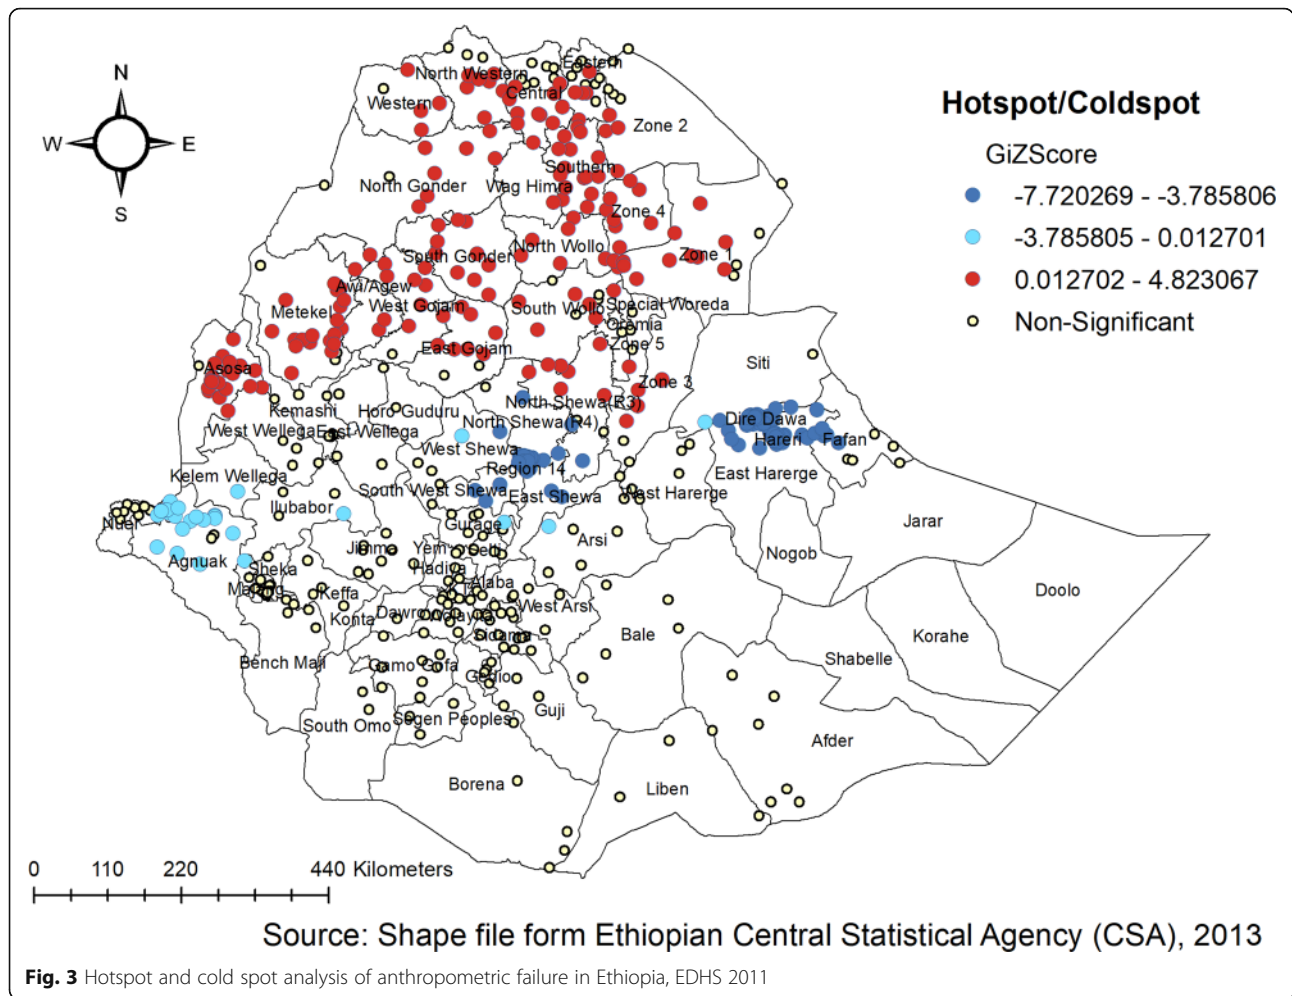 N
W
E
S
Hotspot/Coldspot
GiZScore
-7.720269 - -3.785806
-3.785805 - 0.012701
0.012702 - 4.823067
Non-Significant
Eastern
North Western
Central
Western
Zone 2
Southern
North Gonder
Wag Himra
Zone 4
North Wollo
South Gonder
Zone 1
Awi/Agew
Metekel
West Gojam
South Wollo
Special Woreda
Oromia
Zone 5
East Gojam
Siti
Asosa
Zone 3
North Shewa(R3)
Kemashi
Horo Guduru
North Shewa(R4)
Dire Dawa
West Wellega
East Wellega
Hareri
Fafan
West Shewa
Region 14
Kelem Wellega
East Harerge
South West Shewa
East Shewa
West Harerge
Ilubabor
Nuer
Gurage
Jarar
Arsi
Jimma
Yem
Selti
Nogob
Agnuak
Sheka
Hadiya
Alaba
Doolo
Keffa
West Arsi
Konta
Dawro
Wolayita
Sidama
Bale
Korahe
Shabelle
Bench Maji
Gamo Gofa
Gedio
Guji
South Omo
Segen Peoples
Afder
Borena
Liben
0 110 220 440 Kilometers
Source: Shape file form Ethiopian Central Statistical Agency (CSA), 2013
Fig. 3 Hotspot and cold spot analysis of anthropometric failure in Ethiopia, EDHS 2011